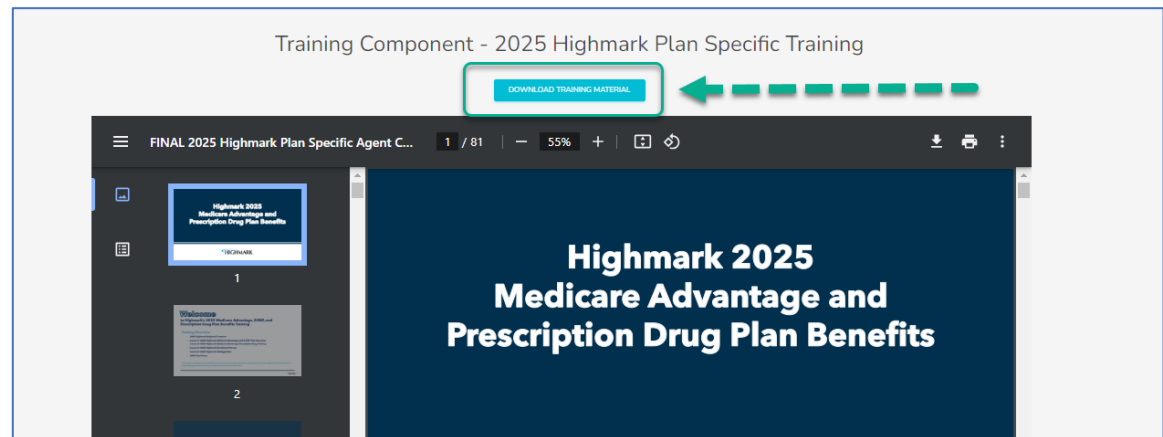 Training Component - 2025 Highmark Plan Specific Training
DOWNLOAD TRAINING MATERIAL
FINAL 2025 Highmark Plan Specific Agent C...
1 / 81
55%
Highmark 2025
Medicare Advantage and
Prescription Drug Plan Benefits
HIGHMARK
1
Welcome
2
Highmark 2025
Medicare Advantage and
Prescription Drug Plan Benefits